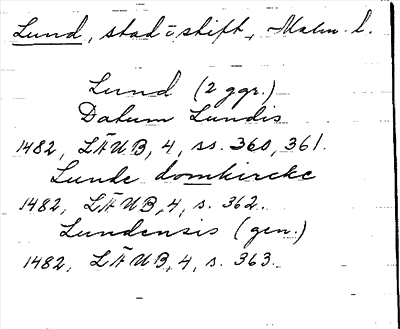 Lund, stad o. stift, Malm. l.
Lund (2 ggr.)
Datum Lundis
1482, LÄUB, 4, ss. 360, 361.
Lunde domkircke
1482, LÄUB, 4, s. 362.
Lundensis (gen.)
1482, LÄUB, 4, s. 363.